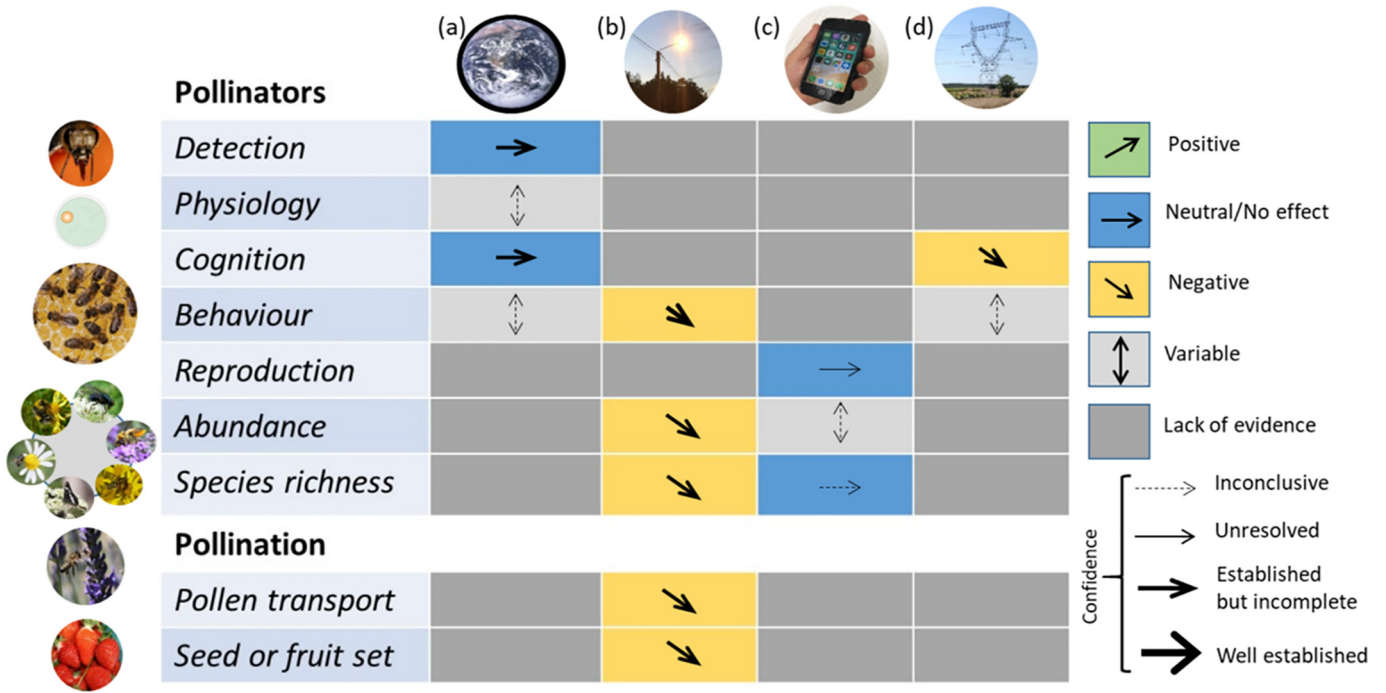 (a) (b) (c) (d)
Pollinators
Detection
Physiology
Cognition
Behaviour
Reproduction
Abundance
Species richness
Pollination
Pollen transport
Seed or fruit set
Positive
Neutral/No effect
Negative
Variable
Lack of evidence
Confidence
Inconclusive
Unresolved
Established
but incomplete
Well established